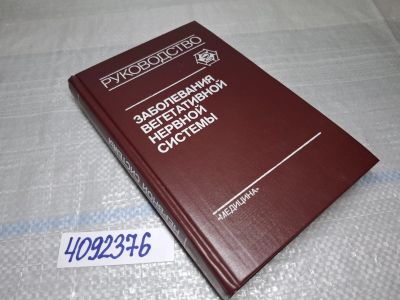 РУКОВОДСТВО
ЗАБОЛЕВАНИЯ
ВЕГЕТАТИВНОЙ
НЕРВНОЙ
СИСТЕМЫ
«МЕДИЦИНА»
4092376